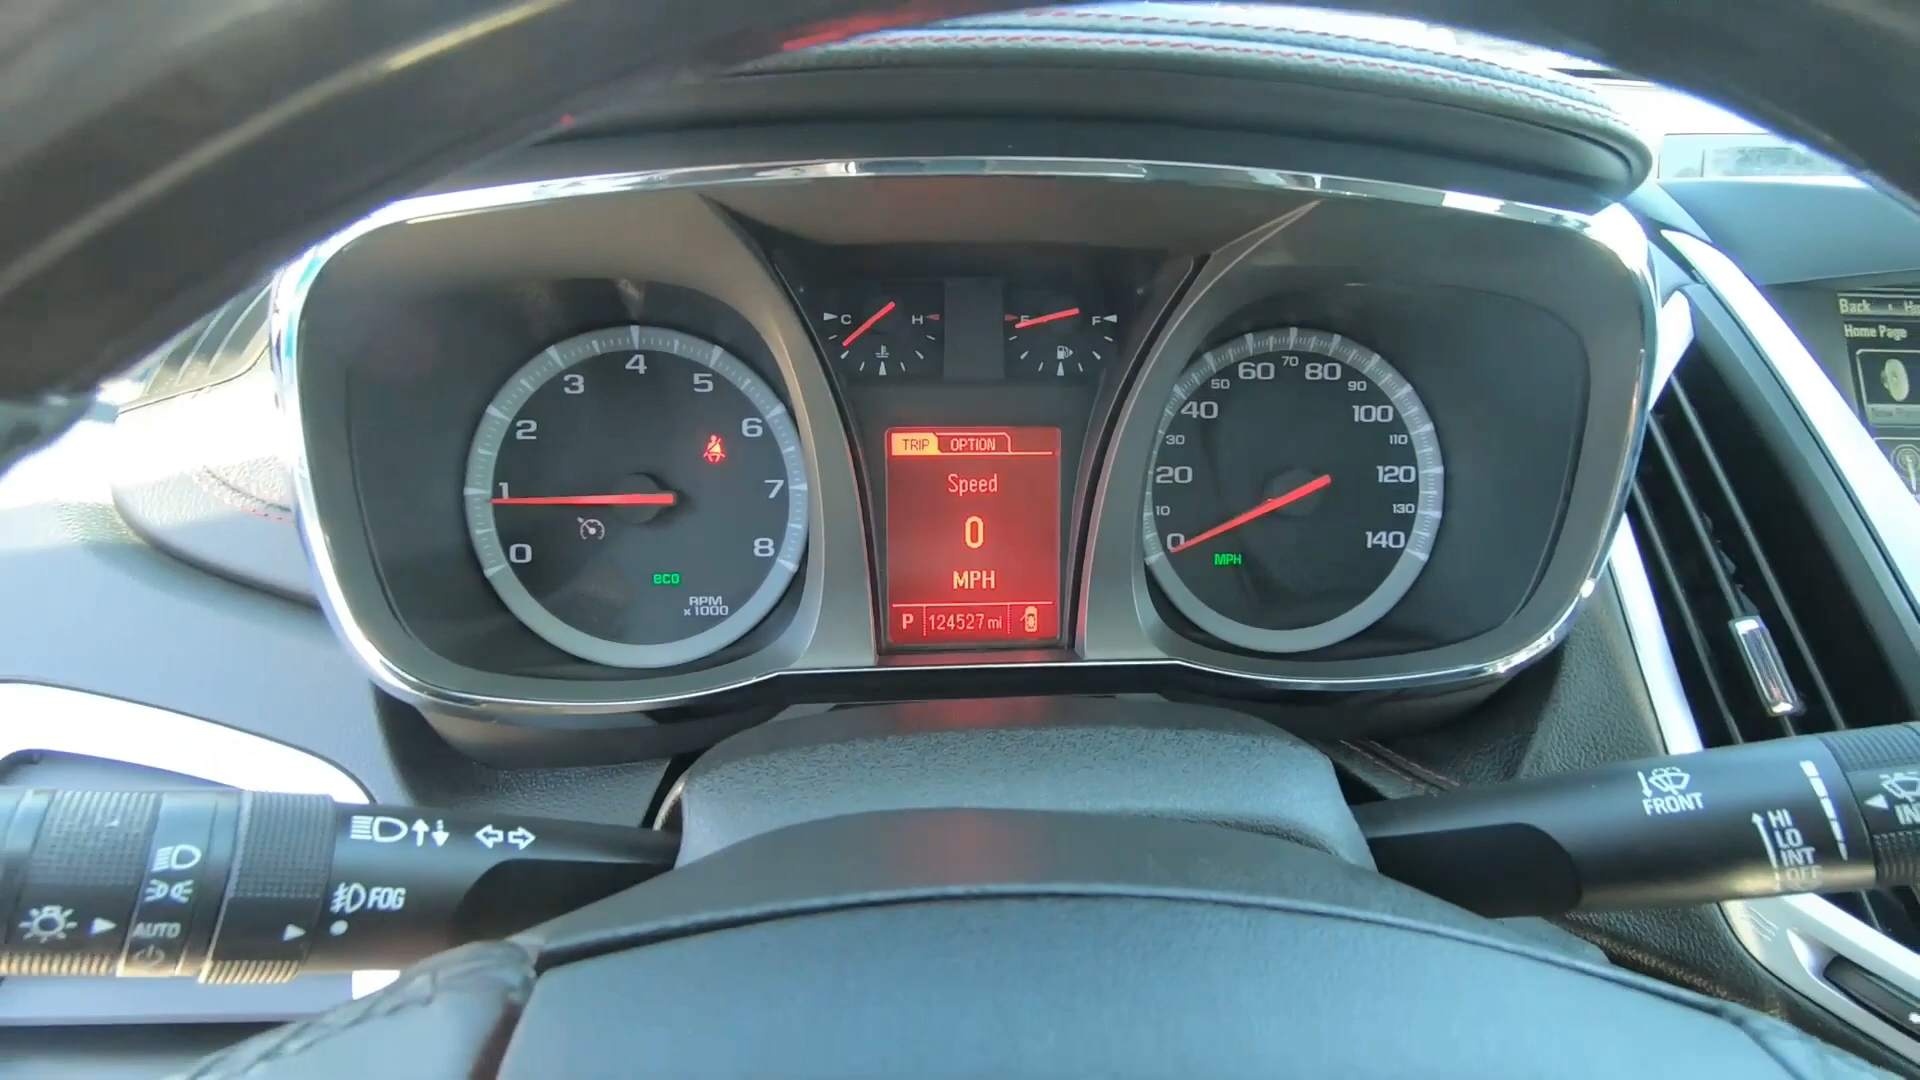 C H
E F
0 1 2 3 4 5 6 7 8
eco
RPM
x 1000
TRIP OPTION
Speed
0
MPH
P 124527 mi
0 10 20 30 40 50 60 70 80 90 100 110 120 130 140
MPH
Back
Home Page
FOG
AUTO
FRONT
HI
LO
INT
OFF